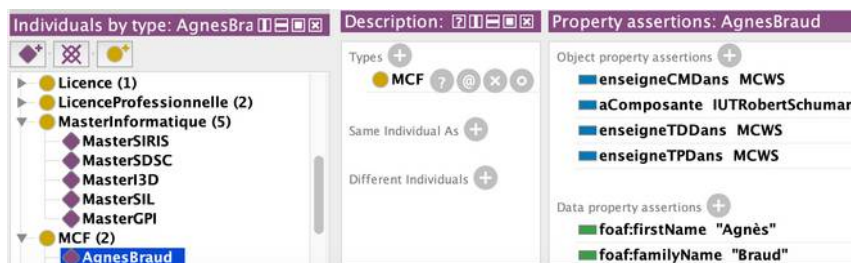 Individuals by type: AgnesBra
Licence (1)
LicenceProfessionnelle (2)
MasterInformatique (5)
MasterSIRIS
MasterSDSC
MasterI3D
MasterSIL
MasterGPI
MCF (2)
AgnesBraud
Description:
Types
MCF
Same Individual As
Different Individuals
Property assertions: AgnesBraud
Object property assertions
enseigneCMDans MCWS
aComposante IUTRobertSchuman
enseigneTDDans MCWS
enseigneTPDans MCWS
Data property assertions
foaf:firstName "Agnès"
foaf:familyName "Braud"